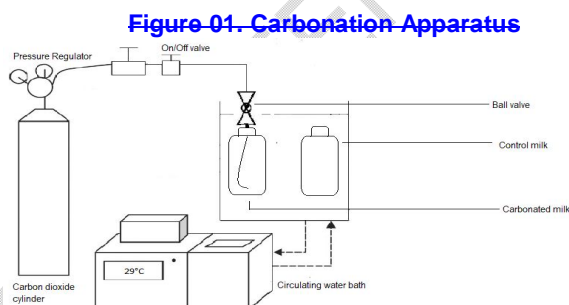 Figure 01. Carbonation Apparatus
Pressure Regulator
On/Off valve
Ball valve
Control milk
Carbonated milk
29°C
Circulating water bath
Carbon dioxide
cylinder